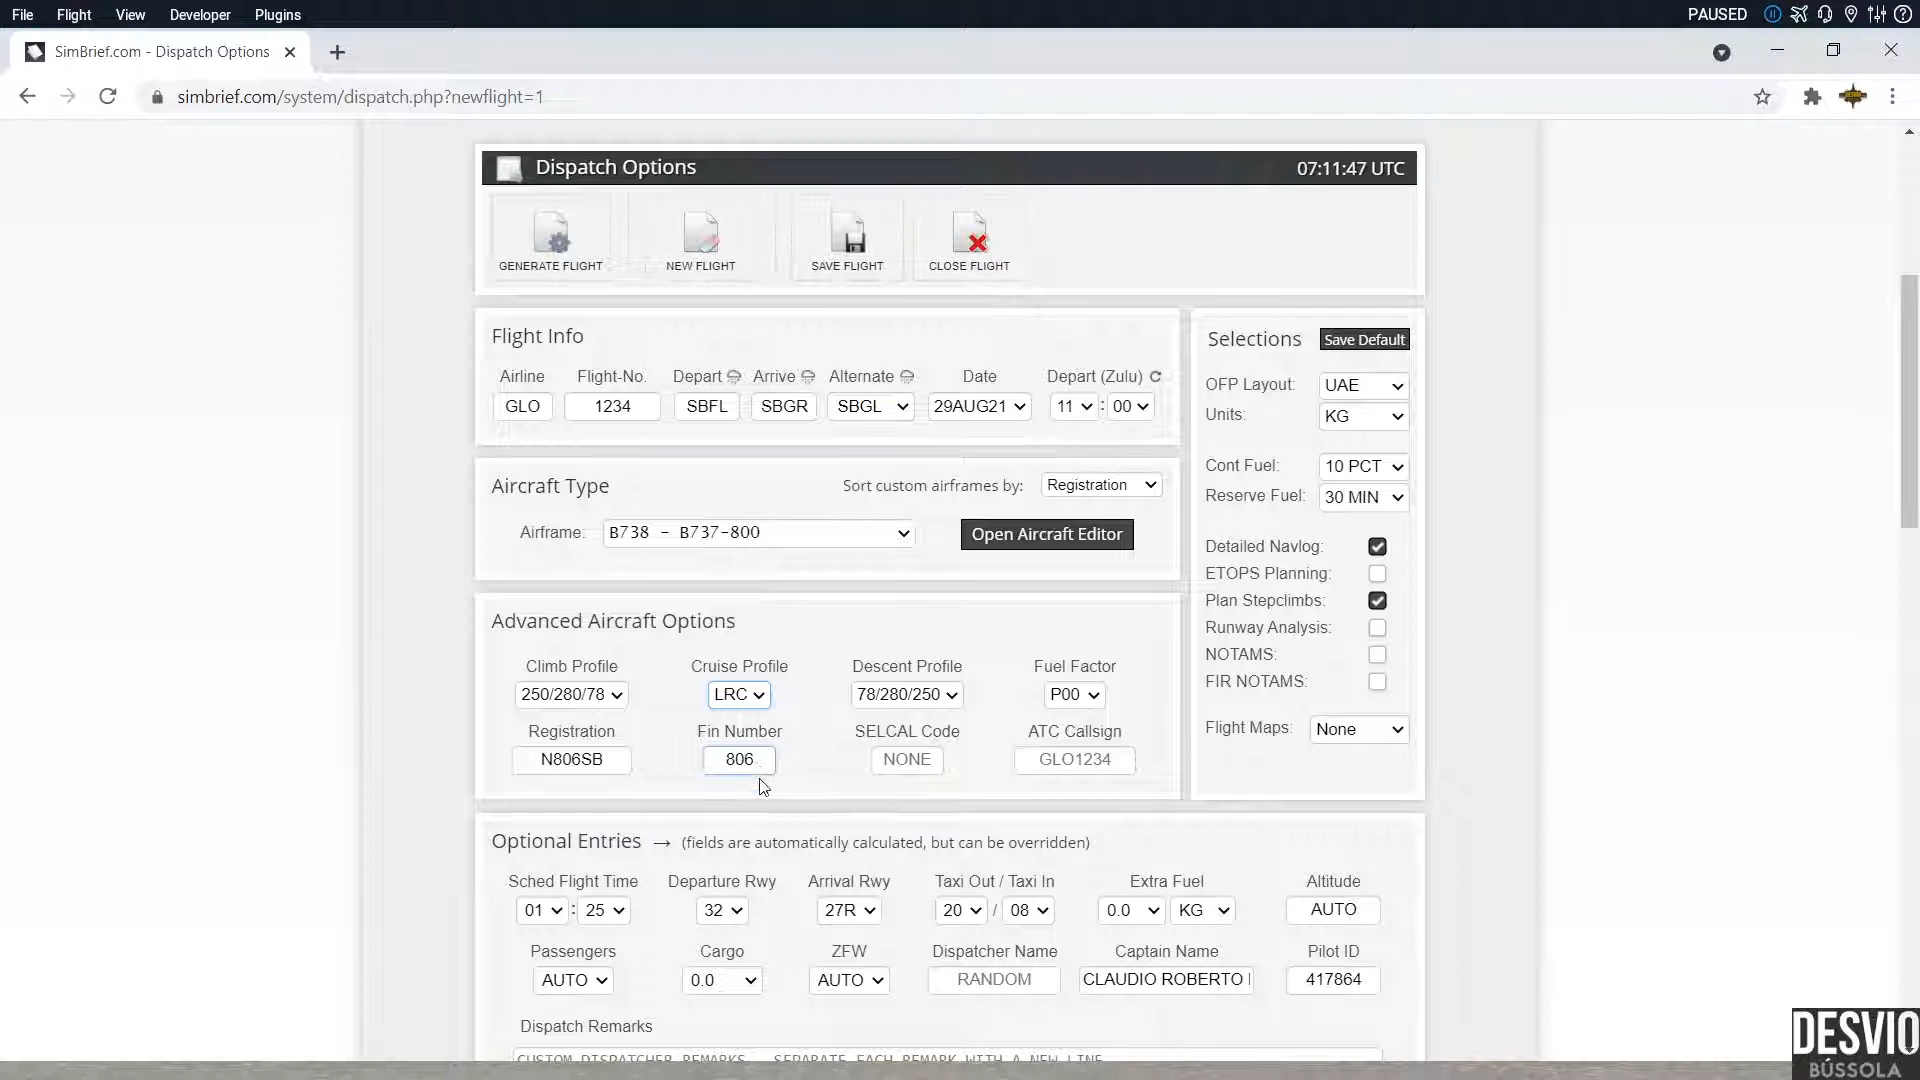 File Flight View Developer Plugins PAUSED
SimBrief.com - Dispatch Options
simbrief.com/system/dispatch.php?newflight=1
Dispatch Options 07:11:47 UTC
GENERATE FLIGHT NEW FLIGHT SAVE FLIGHT CLOSE FLIGHT
Flight Info
Airline Flight-No. Depart Arrive Alternate Date Depart (Zulu)
GLO 1234 SBFL SBGR SBGL 29AUG21 11 : 00
Selections Save Default
OFP Layout: UAE
Units: KG
Cont Fuel: 10 PCT
Reserve Fuel: 30 MIN
Detailed Navlog:
ETOPS Planning:
Plan Stepclimbs:
Runway Analysis:
NOTAMS:
FIR NOTAMS:
Flight Maps: None
Aircraft Type Sort custom airframes by: Registration
Airframe: B738 - B737-800 Open Aircraft Editor
Advanced Aircraft Options
Climb Profile Cruise Profile Descent Profile Fuel Factor
250/280/78 LRC 78/280/250 P00
Registration Fin Number SELCAL Code ATC Callsign
N806SB 806 NONE GLO1234
Optional Entries → (fields are automatically calculated, but can be overridden)
Sched Flight Time Departure Rwy Arrival Rwy Taxi Out / Taxi In Extra Fuel Altitude
01 : 25 32 27R 20 / 08 0.0 KG AUTO
Passengers Cargo ZFW Dispatcher Name Captain Name Pilot ID
AUTO 0.0 AUTO RANDOM CLAUDIO ROBERTO 417864
Dispatch Remarks
CUSTOM DISPATCHER REMARKS SEPARATE EACH REMARK WITH A NEW LINE
DESVIO
BÚSSOLA